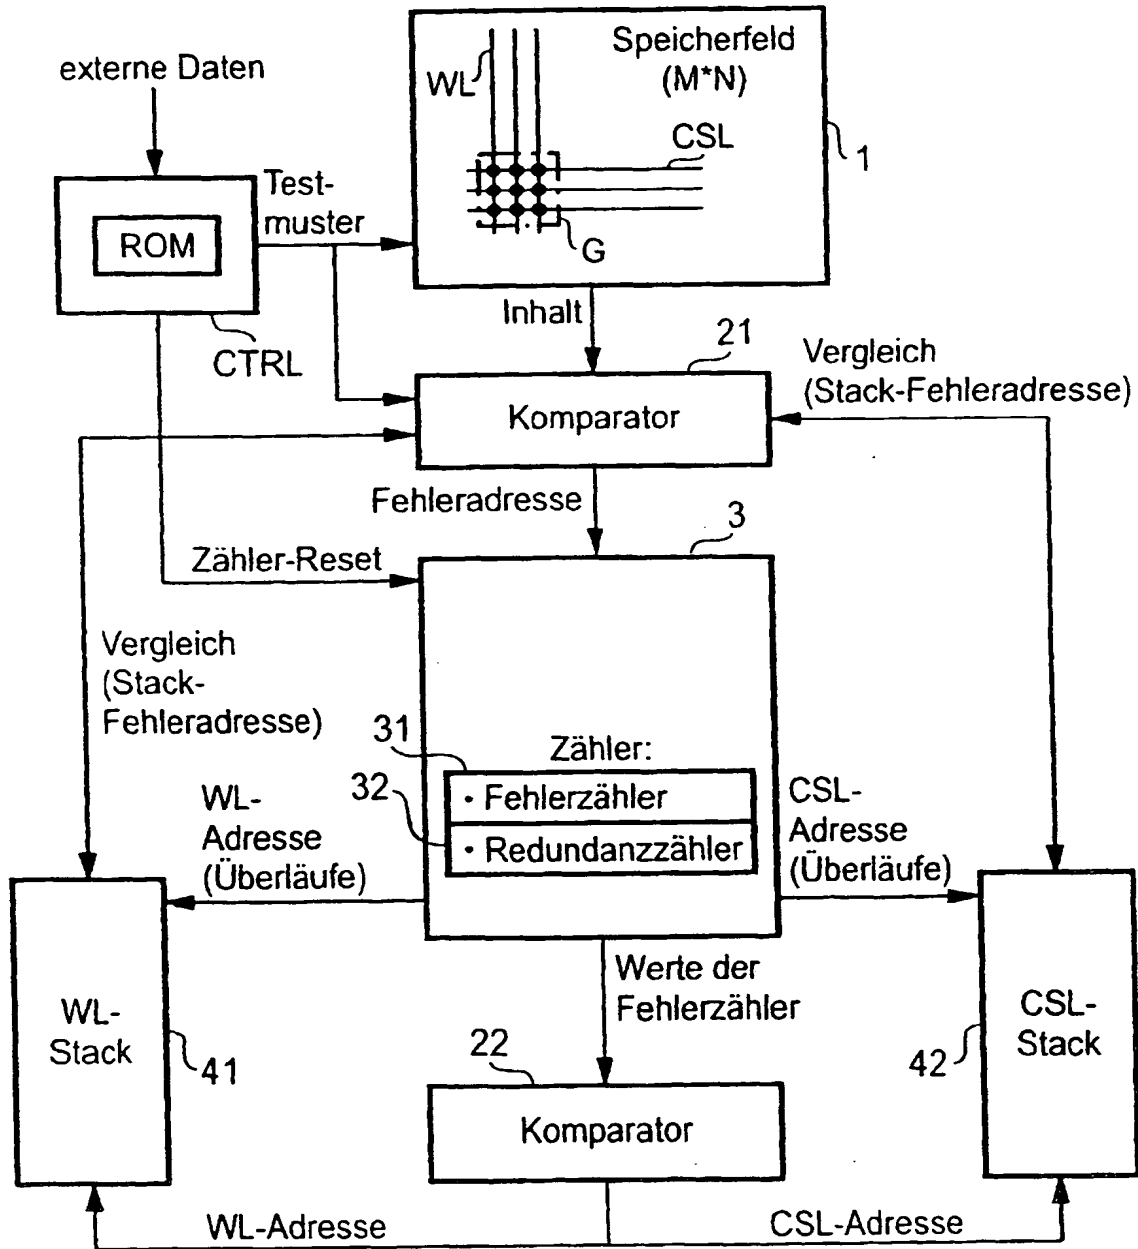 externe Daten
Speicherfeld
(M*N)
WL
CSL
1
G
Test-
muster
ROM
CTRL
Inhalt
21
Komparator
Vergleich
(Stack-Fehleradresse)
Fehleradresse
3
Zähler-Reset
Vergleich
(Stack-
Fehleradresse)
31
Zähler:
32
• Fehlerzähler
• Redundanzzähler
WL-
Adresse
(Überläufe)
CSL-
Adresse
(Überläufe)
WL-
Stack
41
Werte der
Fehlerzähler
CSL-
Stack
42
22
Komparator
WL-Adresse
CSL-Adresse